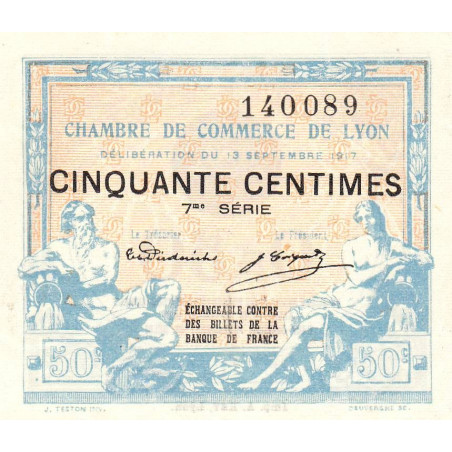 140089
CHAMBRE DE COMMERCE DE LYON
DÉLIBÉRATION DU 13 SEPTEMBRE 1917
CINQUANTE CENTIMES
7me SÉRIE
Le Trésorier Le Président
ÉCHANGEABLE CONTRE
DES BILLETS DE LA
BANQUE DE FRANCE
50c 50c
J. TESTON